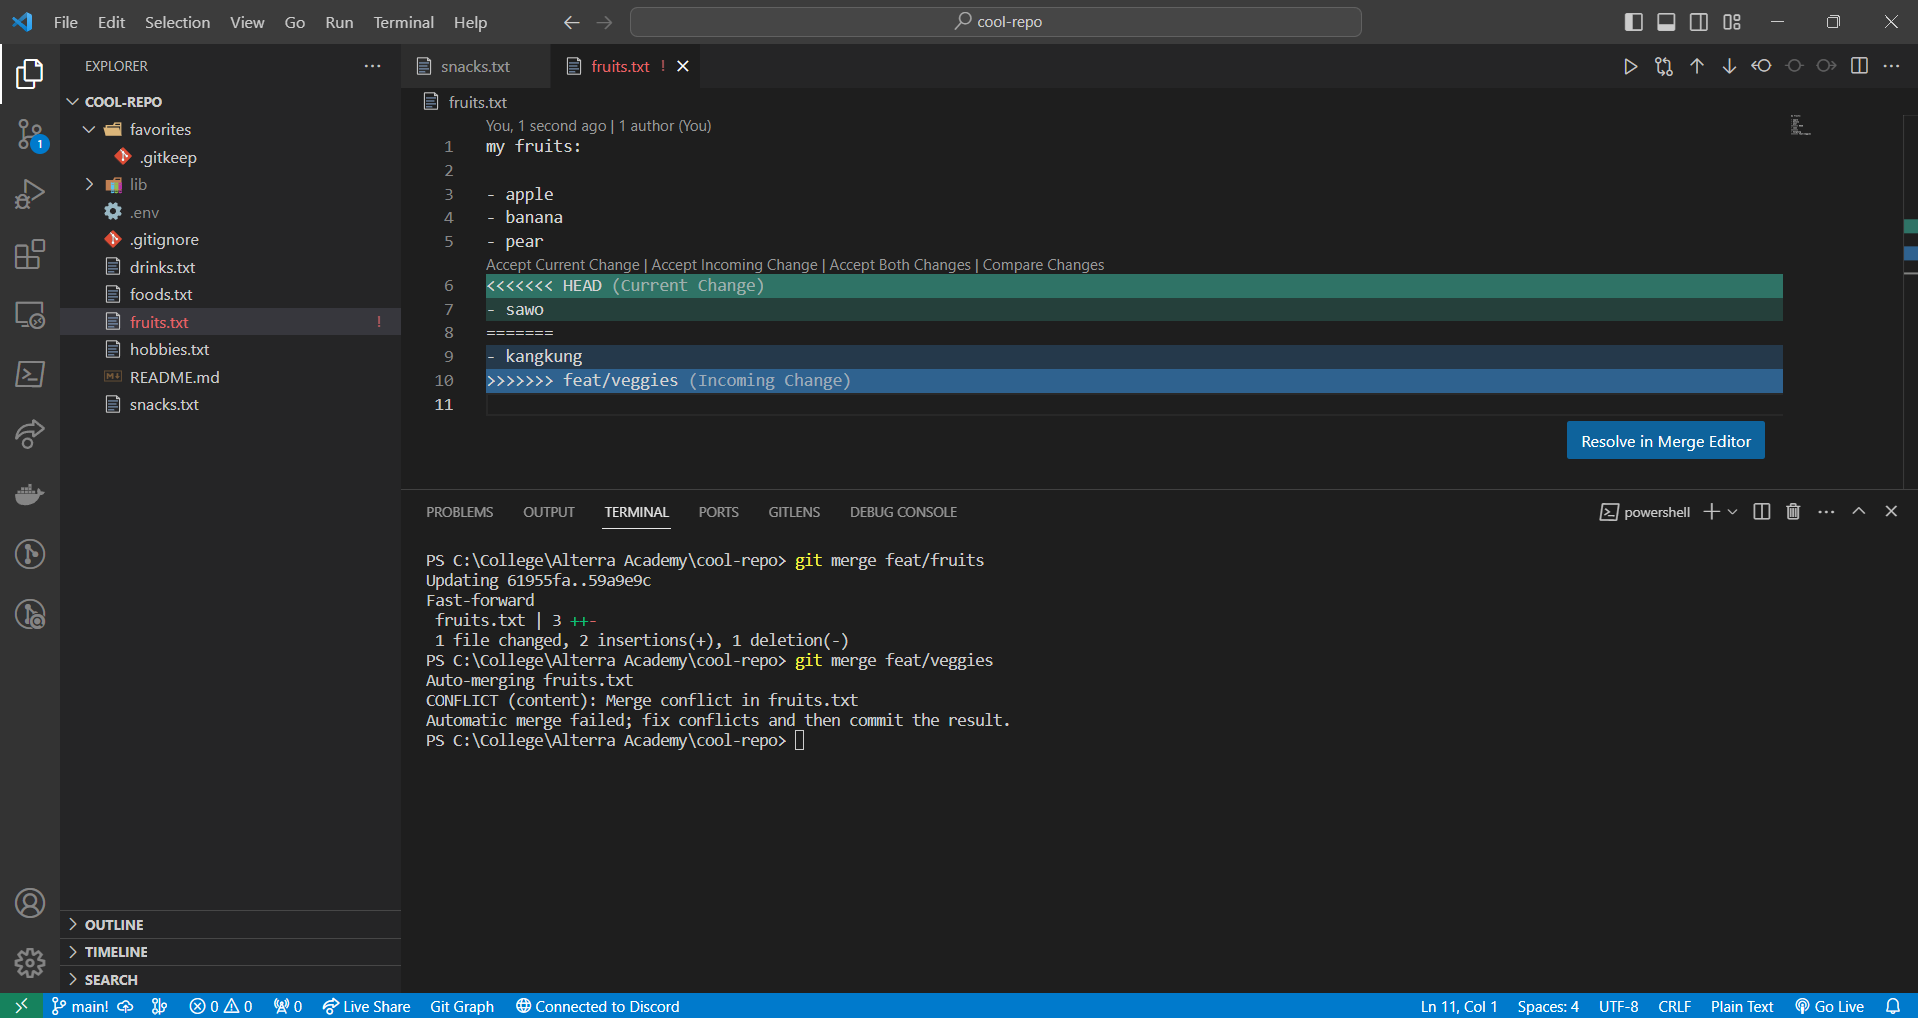 File Edit Selection View Go Run Terminal Help
cool-repo
EXPLORER
COOL-REPO
favorites
.gitkeep
lib
.env
.gitignore
drinks.txt
foods.txt
fruits.txt !
hobbies.txt
README.md
snacks.txt
OUTLINE
TIMELINE
SEARCH
1
snacks.txt fruits.txt !
fruits.txt
You, 1 second ago | 1 author (You)
1 my fruits:
2
3 - apple
4 - banana
5 - pear
Accept Current Change | Accept Incoming Change | Accept Both Changes | Compare Changes
6 <<<<<<< HEAD (Current Change)
7 - sawo
8 =======
9 - kangkung
10 >>>>>>> feat/veggies (Incoming Change)
11
Resolve in Merge Editor
PROBLEMS OUTPUT TERMINAL PORTS GITLENS DEBUG CONSOLE
powershell
PS C:\College\Alterra Academy\cool-repo> git merge feat/fruits
Updating 61955fa..59a9e9c
Fast-forward
fruits.txt | 3 ++-
1 file changed, 2 insertions(+), 1 deletion(-)
PS C:\College\Alterra Academy\cool-repo> git merge feat/veggies
Auto-merging fruits.txt
CONFLICT (content): Merge conflict in fruits.txt
Automatic merge failed; fix conflicts and then commit the result.
PS C:\College\Alterra Academy\cool-repo>
main! 0 0 0 Live Share Git Graph Connected to Discord
Ln 11, Col 1 Spaces: 4 UTF-8 CRLF Plain Text Go Live